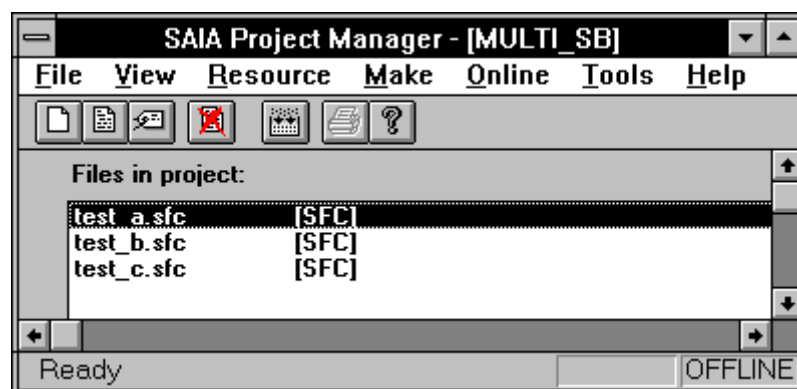 SAIA Project Manager - [MULTI_SB]
File View Resource Make Online Tools Help
Files in project:
test_a.sfc [SFC]
test_b.sfc [SFC]
test_c.sfc [SFC]
Ready OFFLINE